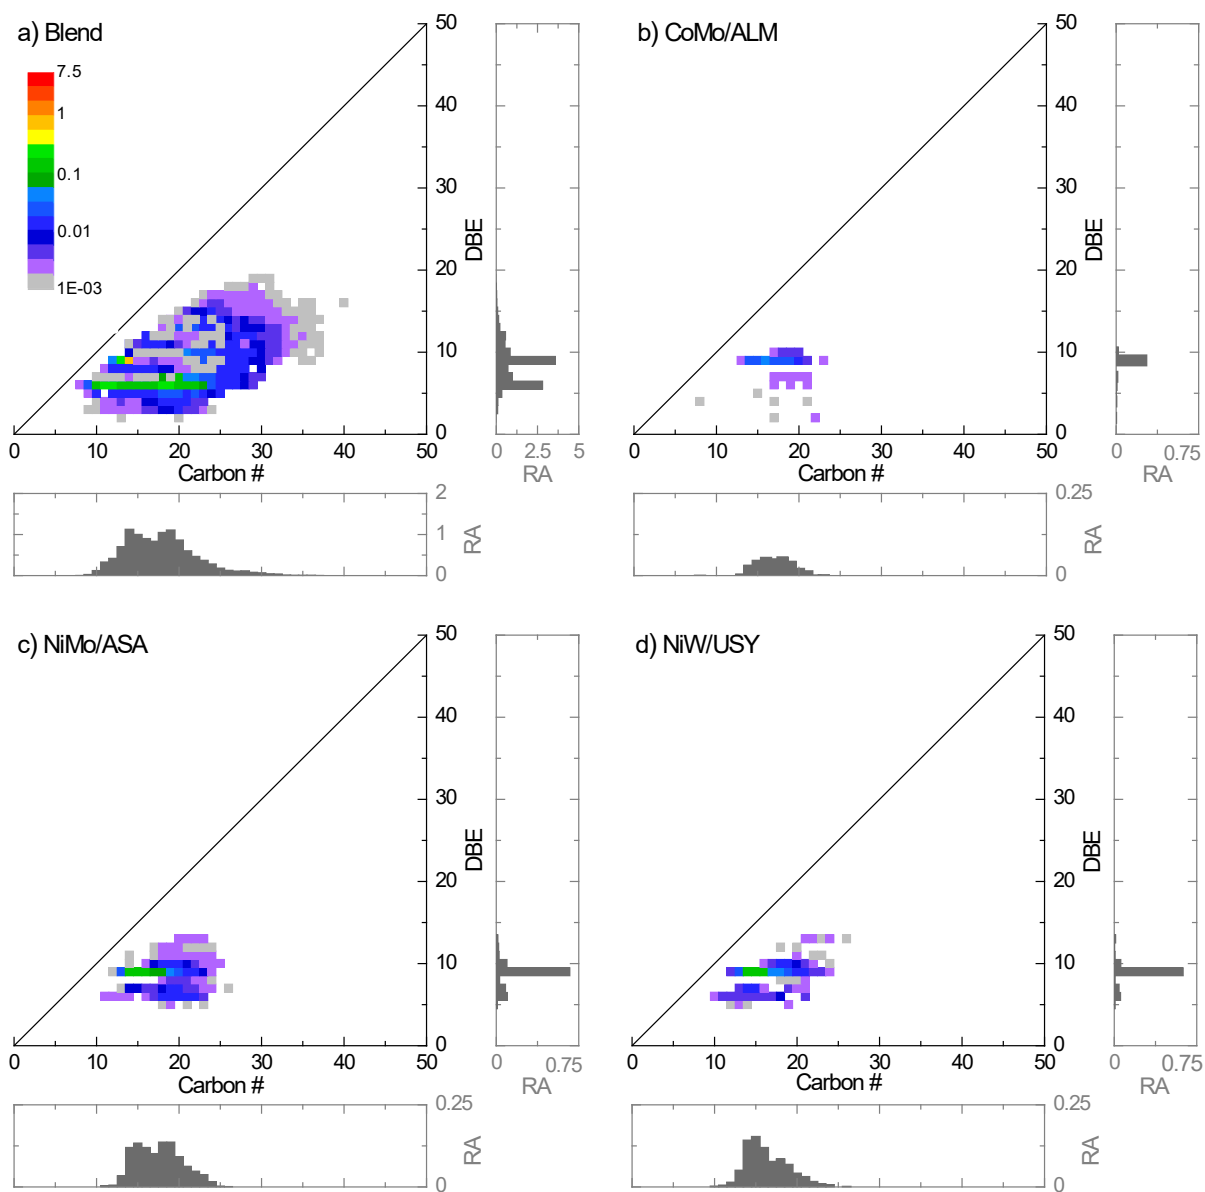 a) Blend
7.5
1
0.1
0.01
1E-03
50
40
30
20
10
0
DBE
0 10 20 30 40 50
Carbon #
0 2.5 5
RA
2
1
0
RA
b) CoMo/ALM
50
40
30
20
10
0
DBE
0 10 20 30 40 50
Carbon #
0 0.75
RA
0.25
0
RA
c) NiMo/ASA
50
40
30
20
10
0
DBE
0 10 20 30 40 50
Carbon #
0 0.75
RA
0.25
0
RA
d) NiW/USY
50
40
30
20
10
0
DBE
0 10 20 30 40 50
Carbon #
0 0.75
RA
0.25
0
RA